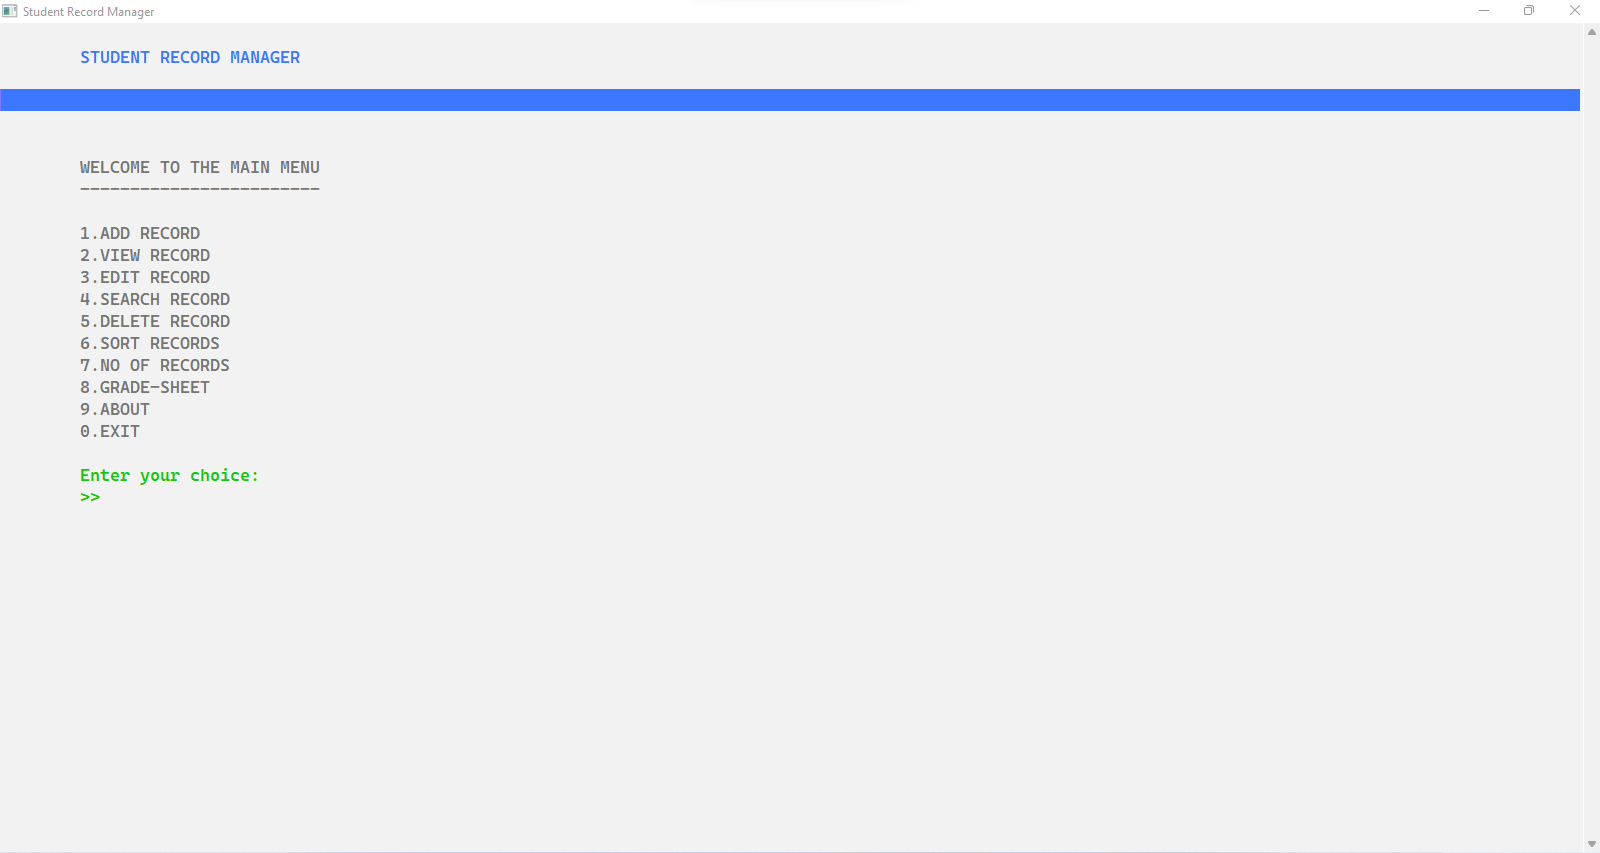 Student Record Manager
STUDENT RECORD MANAGER
WELCOME TO THE MAIN MENU
------------------------
1.ADD RECORD
2.VIEW RECORD
3.EDIT RECORD
4.SEARCH RECORD
5.DELETE RECORD
6.SORT RECORDS
7.NO OF RECORDS
8.GRADE-SHEET
9.ABOUT
0.EXIT
Enter your choice:
>>